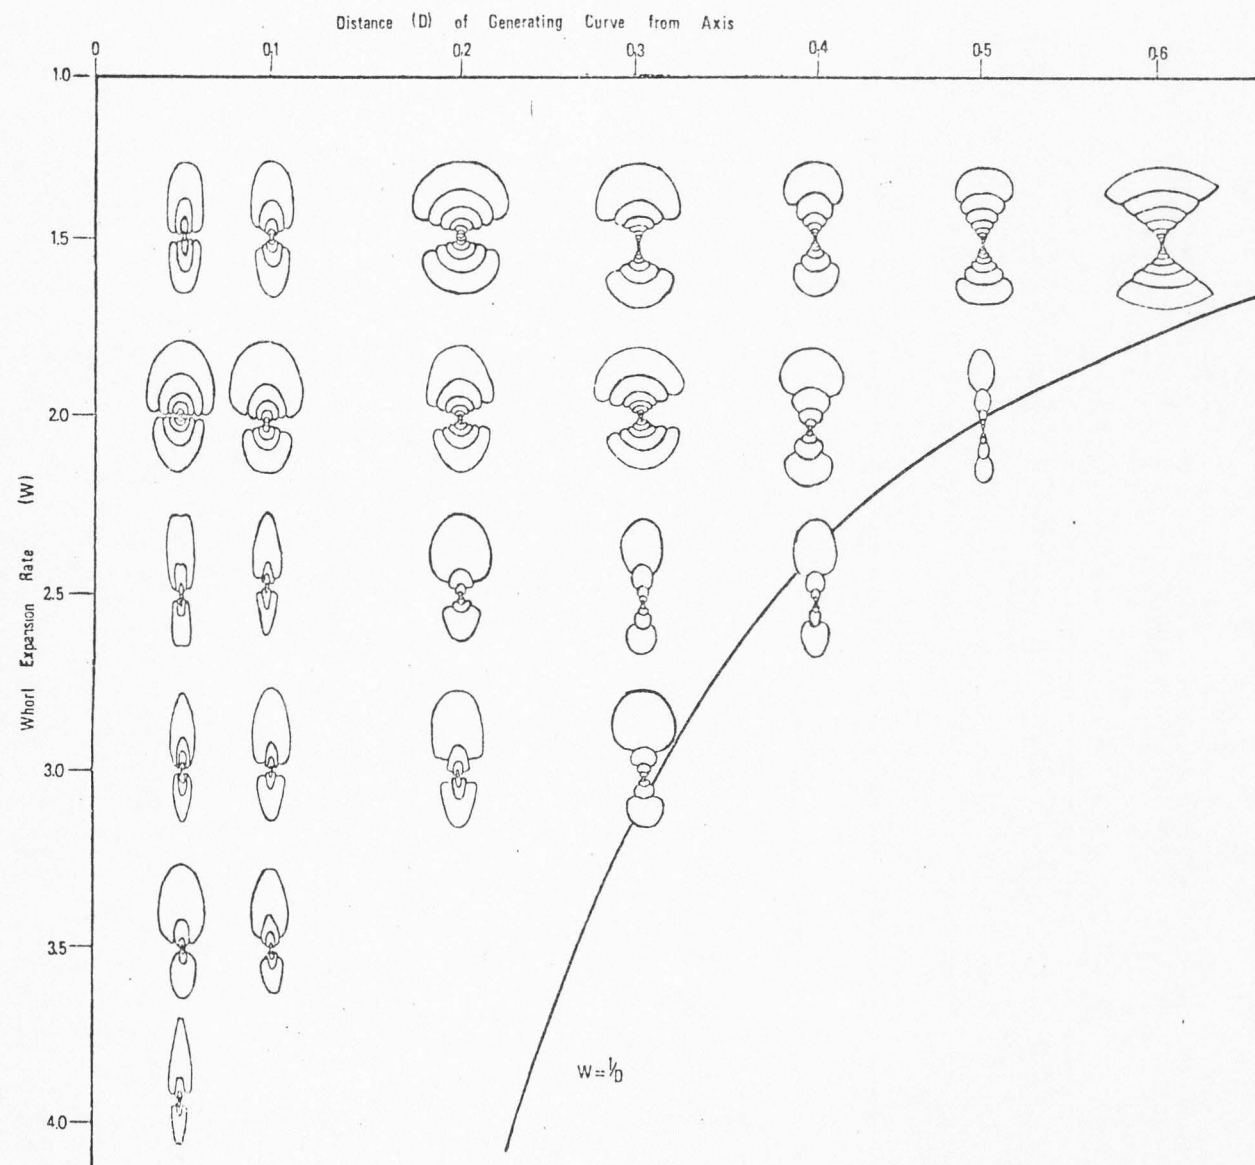 Distance (D) of Generating Curve from Axis
0 0.1 0.2 0.3 0.4 0.5 0.6
1.0
1.5
2.0
2.5
3.0
3.5
4.0
Whorl Expansion Rate (W)
W=1/D